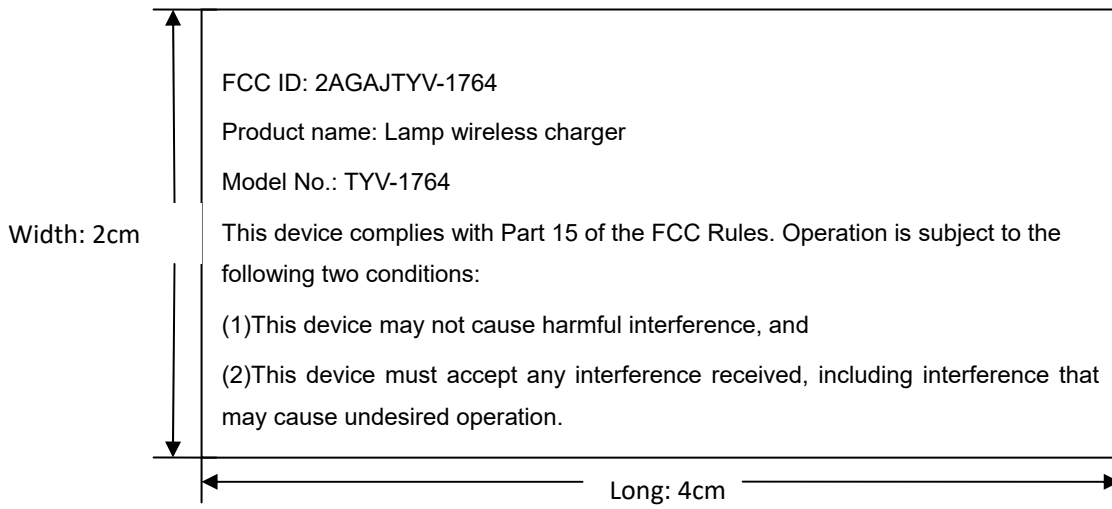 FCC ID: 2AGAJTYV-1764
Product name: Lamp wireless charger
Model No.: TYV-1764
Width: 2cm
This device complies with Part 15 of the FCC Rules. Operation is subject to the
following two conditions:
(1)This device may not cause harmful interference, and
(2)This device must accept any interference received, including interference that
may cause undesired operation.
Long: 4cm